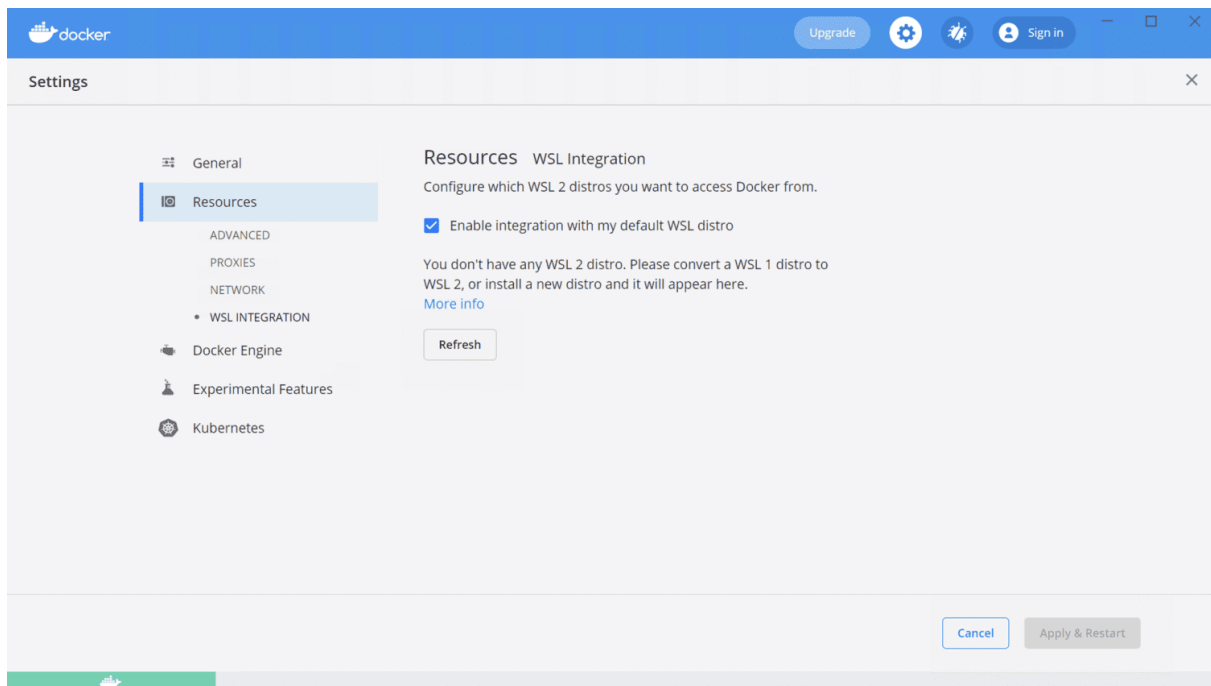 docker
Upgrade
Sign in
Settings
General
Resources
ADVANCED
PROXIES
NETWORK
WSL INTEGRATION
Docker Engine
Experimental Features
Kubernetes
Resources WSL Integration
Configure which WSL 2 distros you want to access Docker from.
Enable integration with my default WSL distro
You don't have any WSL 2 distro. Please convert a WSL 1 distro to
WSL 2, or install a new distro and it will appear here.
More info
Refresh
Cancel
Apply & Restart